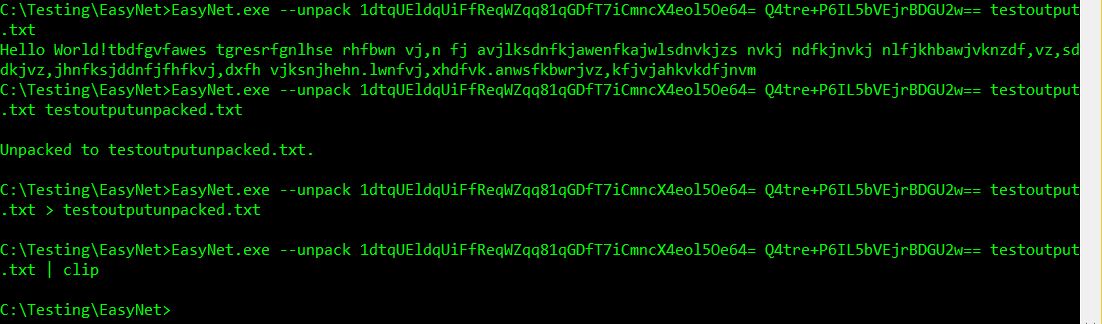 C:\Testing\EasyNet>EasyNet.exe --unpack 1dtqUEldqUiFfReqWZqq81qGDfT7iCmncX4eol5Oe64= Q4tre+P6IL5bVEjrBDGU2w== testoutput
.txt
Hello World!tbdfgvfawes tgresrfgnlhse rhfbwn vj,n fj avjlksdnfkjawenfkajwlsdnvkjzs nvkj ndfkjnvkj nlfjkhbawjvknzdf,vz,sd
dkjvz,jhnfksjddnfjfhfkvj,dxfh vjksnjhehn.lwnfvj,xhdfvk.anwsfkbwrjvz,kfjvjahkvkdfjnvm
C:\Testing\EasyNet>EasyNet.exe --unpack 1dtqUEldqUiFfReqWZqq81qGDfT7iCmncX4eol5Oe64= Q4tre+P6IL5bVEjrBDGU2w== testoutput
.txt testoutputunpacked.txt
Unpacked to testoutputunpacked.txt.
C:\Testing\EasyNet>EasyNet.exe --unpack 1dtqUEldqUiFfReqWZqq81qGDfT7iCmncX4eol5Oe64= Q4tre+P6IL5bVEjrBDGU2w== testoutput
.txt > testoutputunpacked.txt
C:\Testing\EasyNet>EasyNet.exe --unpack 1dtqUEldqUiFfReqWZqq81qGDfT7iCmncX4eol5Oe64= Q4tre+P6IL5bVEjrBDGU2w== testoutput
.txt | clip
C:\Testing\EasyNet>